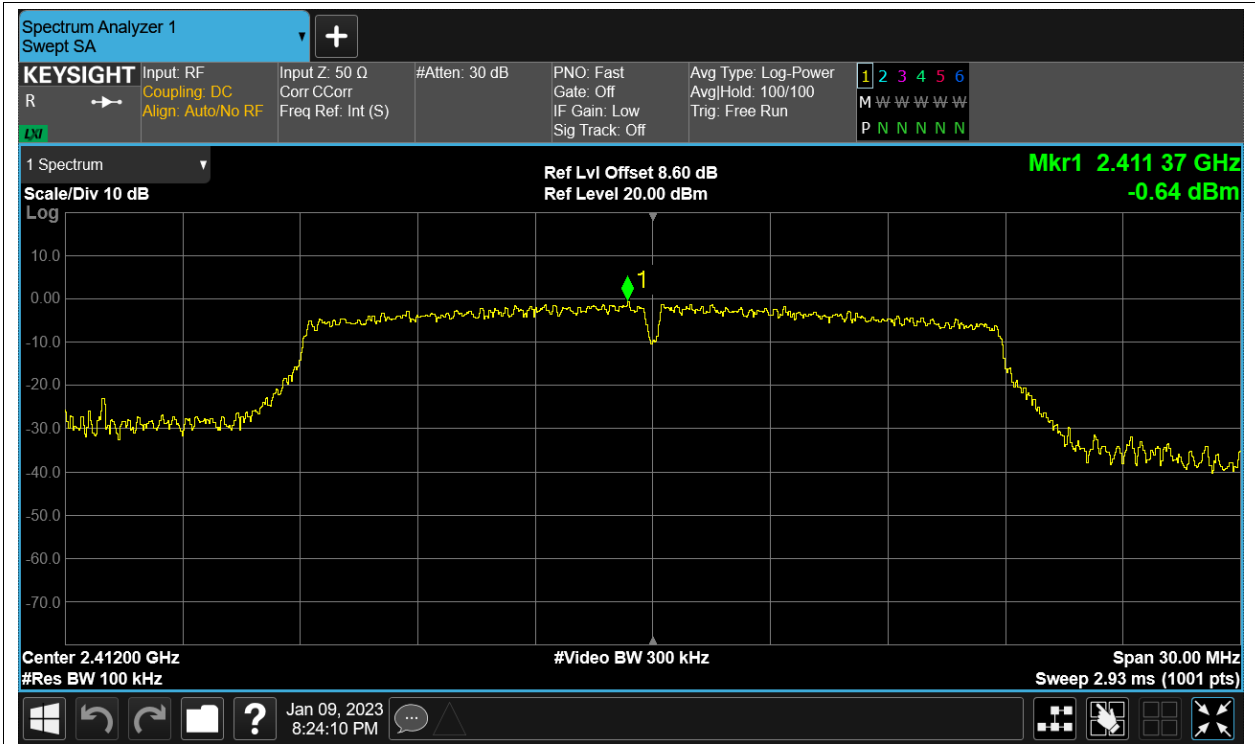 Spectrum Analyzer 1
Swept SA
KEYSIGHT
R
LXI
Input: RF
Coupling: DC
Align: Auto/No RF
Input Z: 50 Ω
Corr CCorr
Freq Ref: Int (S)
#Atten: 30 dB
PNO: Fast
Gate: Off
IF Gain: Low
Sig Track: Off
Avg Type: Log-Power
Avg|Hold: 100/100
Trig: Free Run
1 2 3 4 5 6
M W W W W W
P N N N N N
1 Spectrum
Scale/Div 10 dB
Log
Ref Lvl Offset 8.60 dB
Ref Level 20.00 dBm
Mkr1 2.411 37 GHz
-0.64 dBm
1
10.0
0.00
-10.0
-20.0
-30.0
-40.0
-50.0
-60.0
-70.0
Center 2.41200 GHz
#Res BW 100 kHz
#Video BW 300 kHz
Span 30.00 MHz
Sweep 2.93 ms (1001 pts)
?
Jan 09, 2023
8:24:10 PM